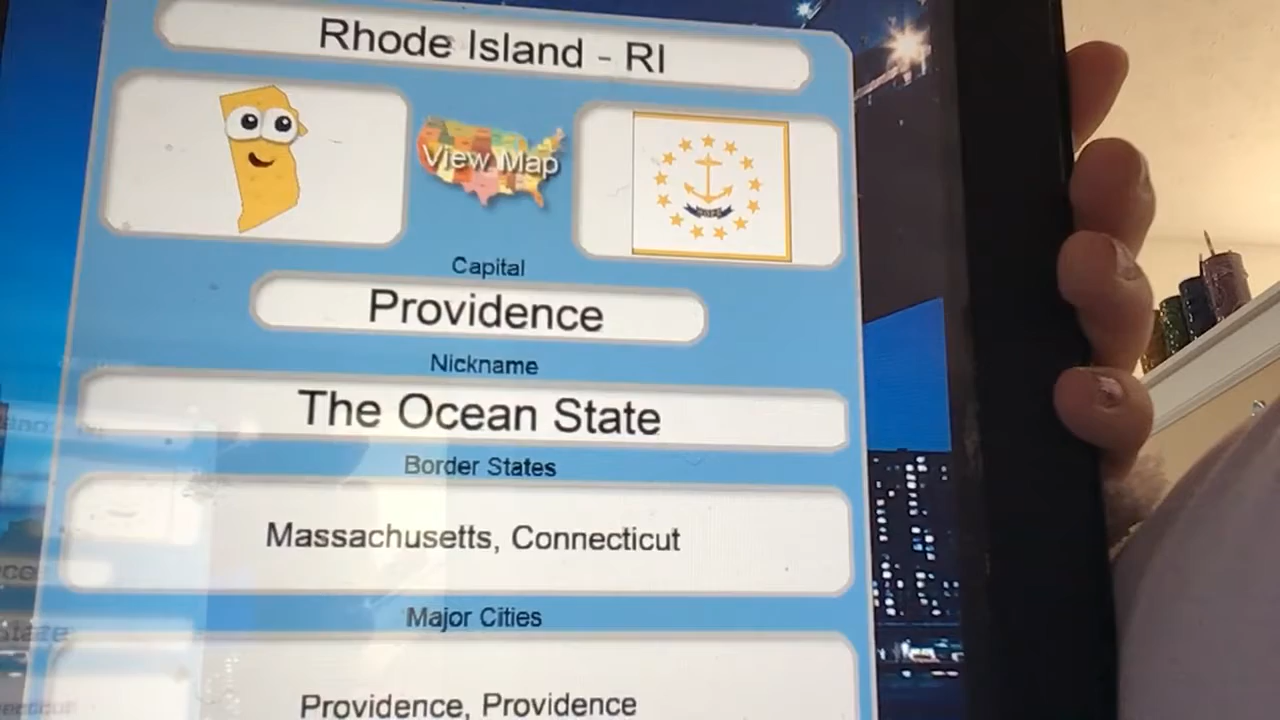 Rhode Island - RI
View Map
HOPE
Capital
Providence
Nickname
The Ocean State
Border States
Massachusetts, Connecticut
Major Cities
Providence, Providence